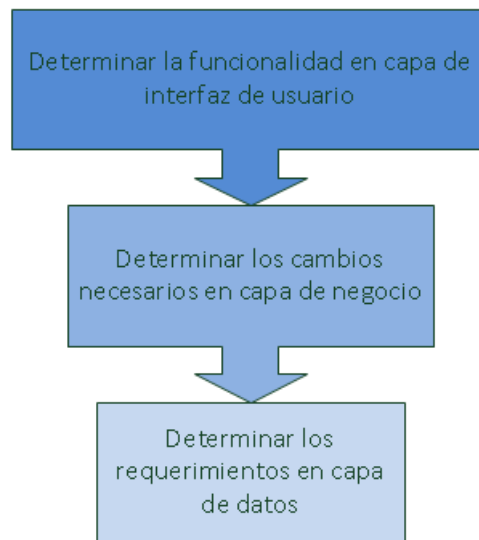 Determinar la funcionalidad en capa de
interfaz de usuario
Determinar los cambios
necesarios en capa de negocio
Determinar los
requerimientos en capa
de datos